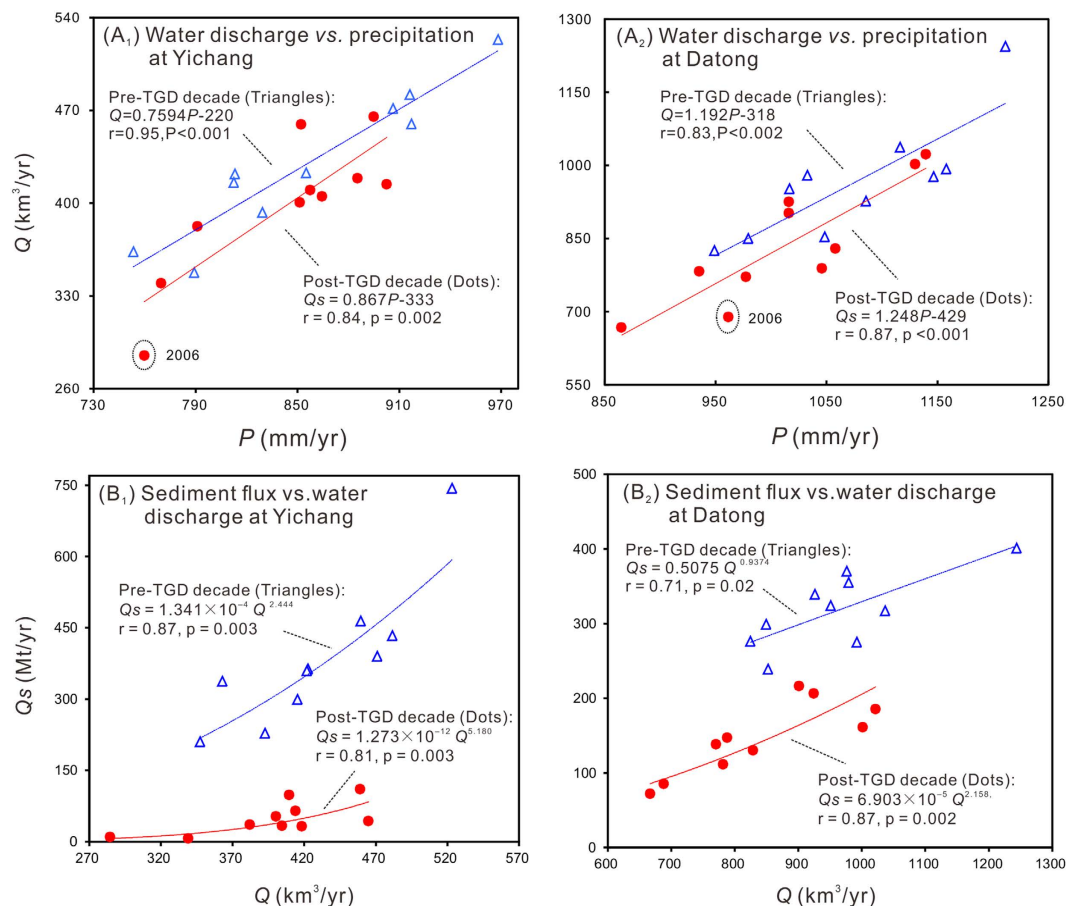 (A₁) Water discharge vs. precipitation
at Yichang
Pre-TGD decade (Triangles):
Q=0.7594P-220
r=0.95,P<0.001
Post-TGD decade (Dots):
Qs = 0.867P-333
r = 0.84, p = 0.002
2006
540
470
400
330
260
Q (km³/yr)
730 790 850 910 970
P (mm/yr)
(A₂) Water discharge vs. precipitation
at Datong
Pre-TGD decade (Triangles):
Q=1.192P-318
r=0.83,P<0.002
Post-TGD decade (Dots):
Qs = 1.248P-429
r = 0.87, p <0.001
2006
1300
1150
1000
850
700
550
850 950 1050 1150 1250
P (mm/yr)
(B₁) Sediment flux vs.water
discharge at Yichang
Pre-TGD decade (Triangles):
Qs = 1.341×10⁻⁴ Q^2.444
r = 0.87, p = 0.003
Post-TGD decade (Dots):
Qs = 1.273×10⁻¹² Q^5.180
r = 0.81, p = 0.003
750
600
450
300
150
0
Qs (Mt/yr)
270 320 370 420 470 520 570
Q (km³/yr)
(B₂) Sediment flux vs.water discharge
at Datong
Pre-TGD decade (Triangles):
Qs = 0.5075 Q^0.9374
r = 0.71, p = 0.02
Post-TGD decade (Dots):
Qs = 6.903×10⁻⁵ Q^2.158.
r = 0.87, p = 0.002
500
400
300
200
100
0
600 700 800 900 1000 1100 1200 1300
Q (km³/yr)